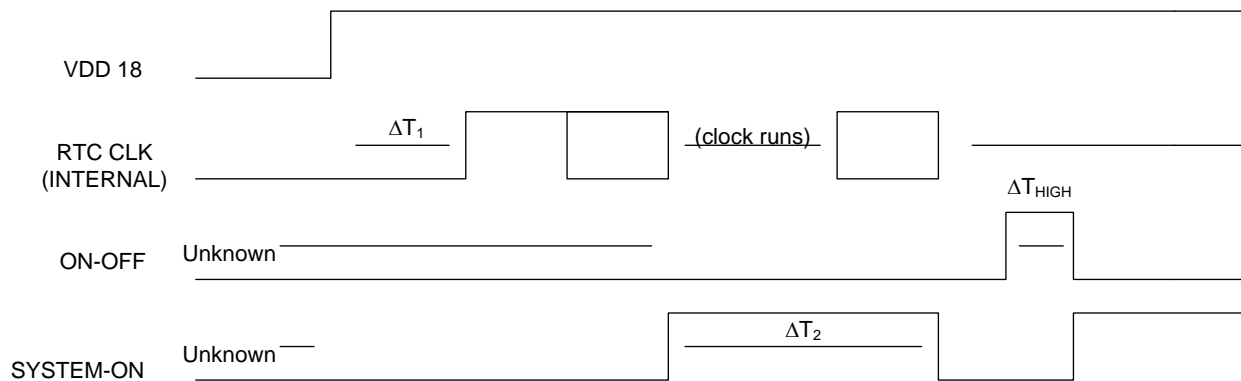 VDD 18
ΔT1
(clock runs)
RTC CLK
(INTERNAL)
ΔTHIGH
Unknown
ON-OFF
ΔT2
Unknown
SYSTEM-ON